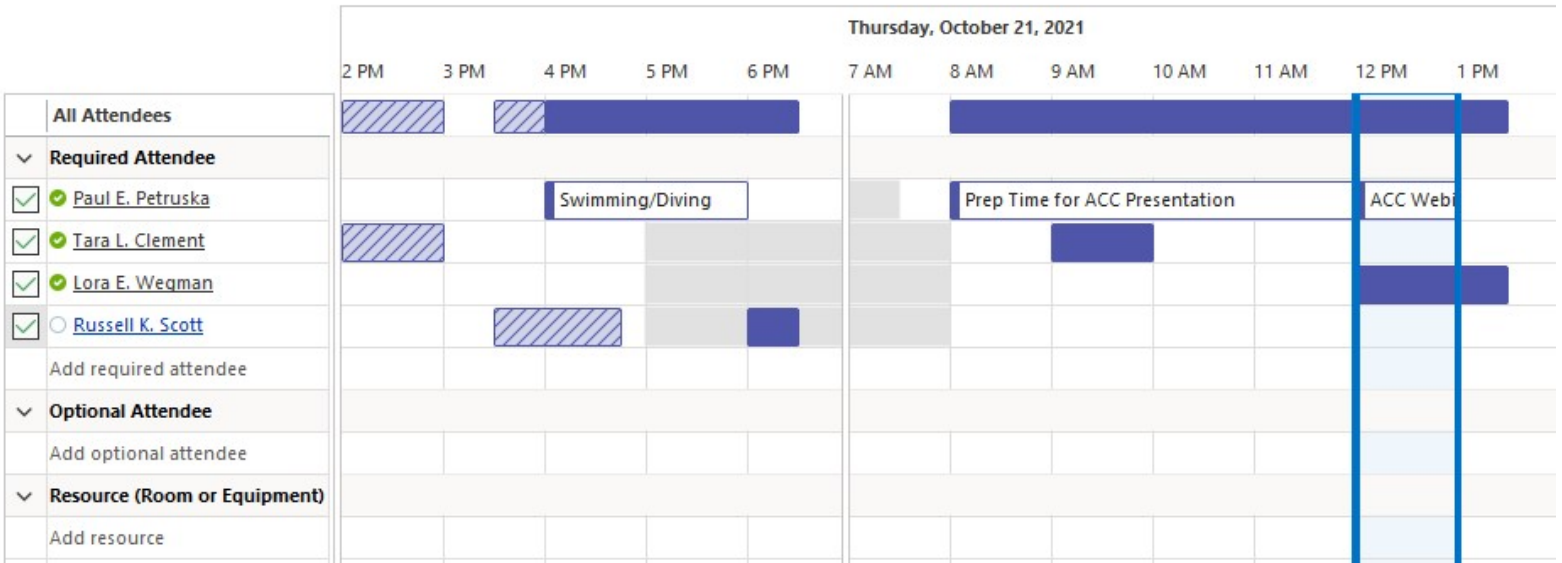 Thursday, October 21, 2021
2 PM 3 PM 4 PM 5 PM 6 PM 7 AM 8 AM 9 AM 10 AM 11 AM 12 PM 1 PM
All Attendees
Required Attendee
Paul E. Petruska Swimming/Diving Prep Time for ACC Presentation ACC Webi
Tara L. Clement
Lora E. Wegman
Russell K. Scott
Add required attendee
Optional Attendee
Add optional attendee
Resource (Room or Equipment)
Add resource